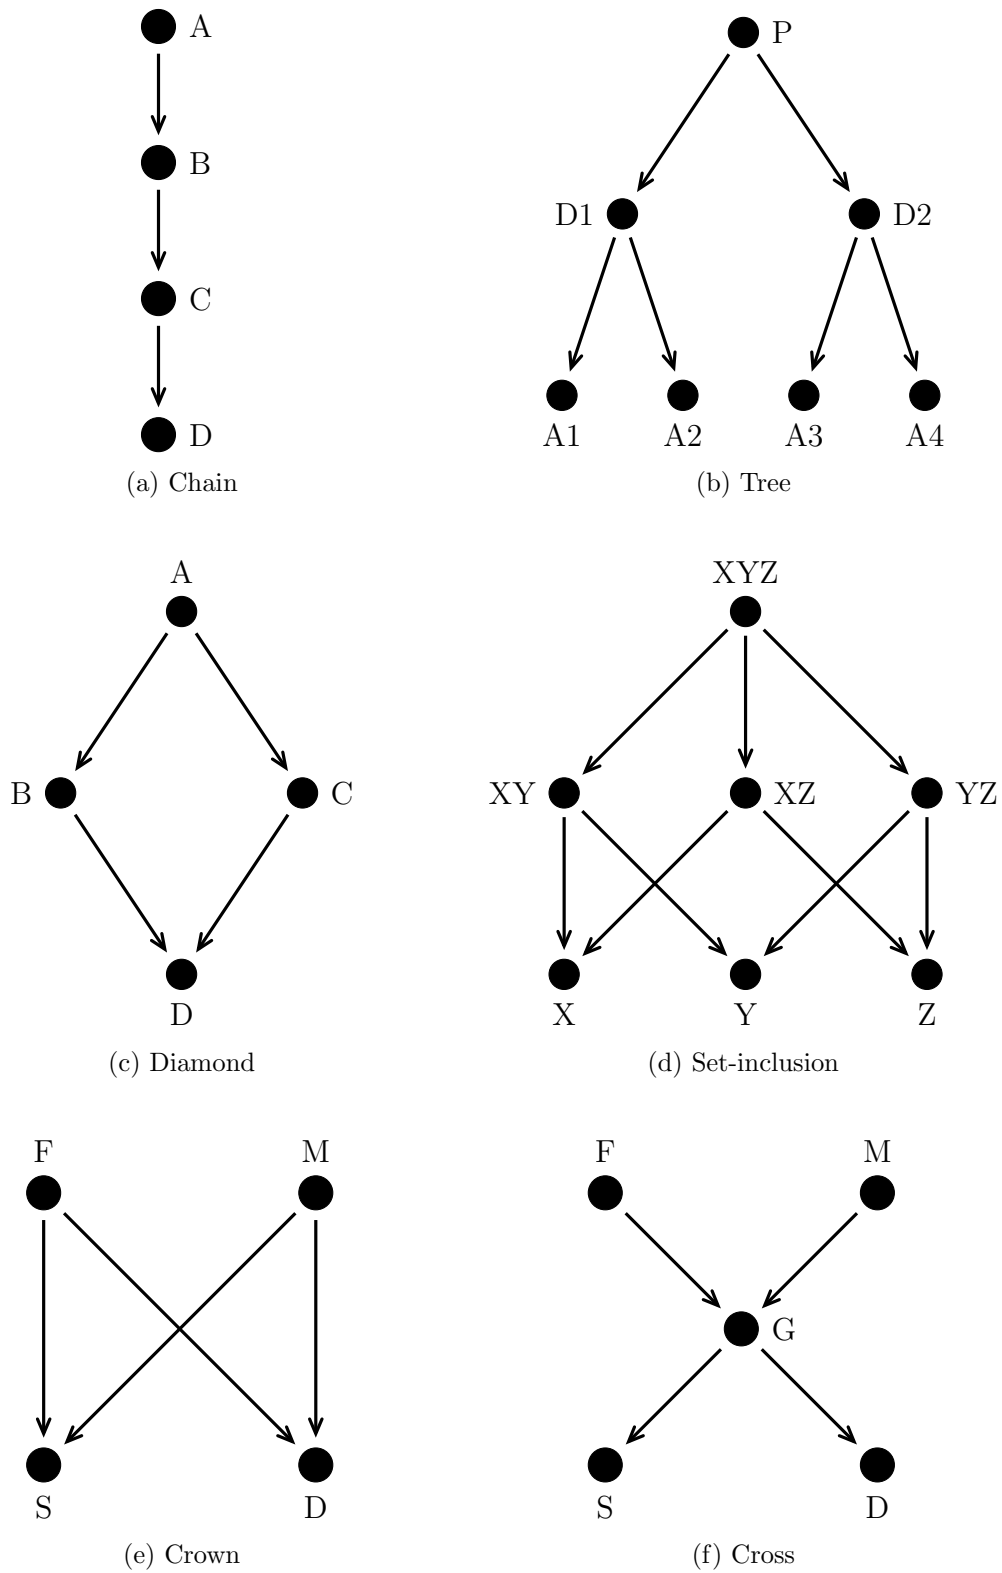 A
B
C
D
(a) Chain
P
D1
D2
A1 A2 A3 A4
(b) Tree
A
B
C
D
(c) Diamond
XYZ
XY
XZ
YZ
X Y Z
(d) Set-inclusion
F M
S D
(e) Crown
F M
G
S D
(f) Cross